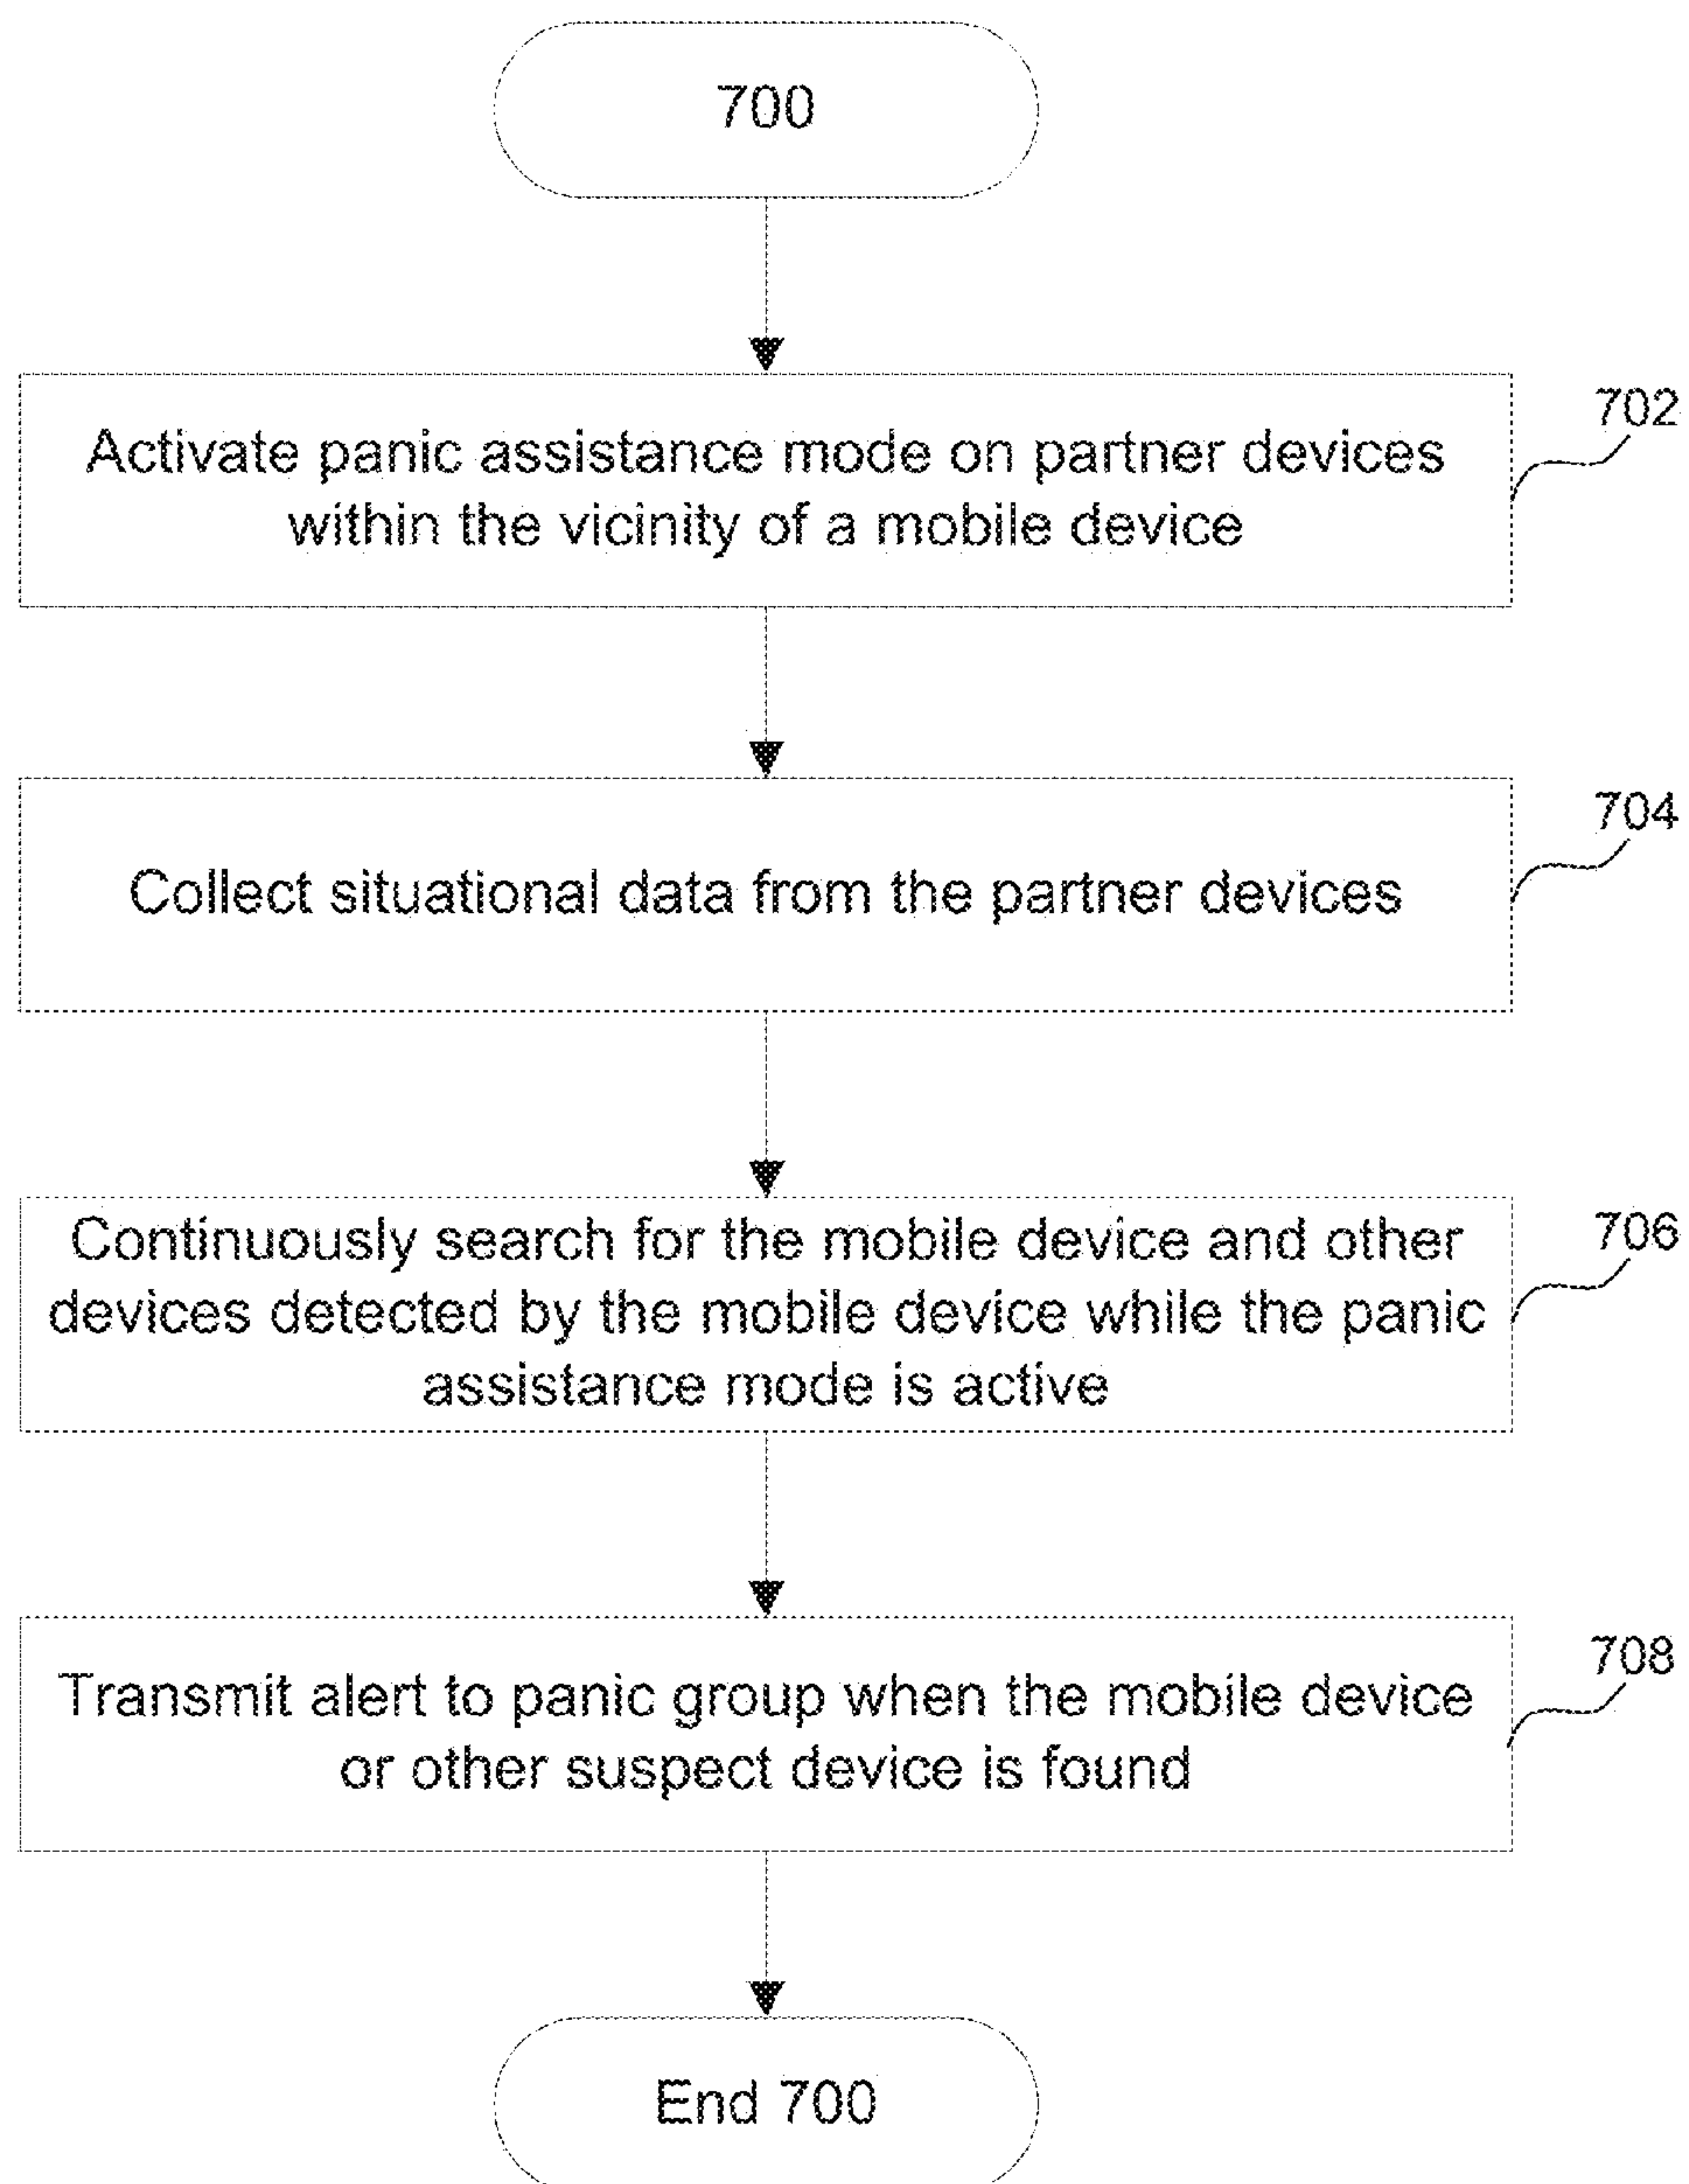 700
702
Activate panic assistance mode on partner devices
within the vicinity of a mobile device
704
Collect situational data from the partner devices
706
Continuously search for the mobile device and other
devices detected by the mobile device while the panic
assistance mode is active
708
Transmit alert to panic group when the mobile device
or other suspect device is found
End 700